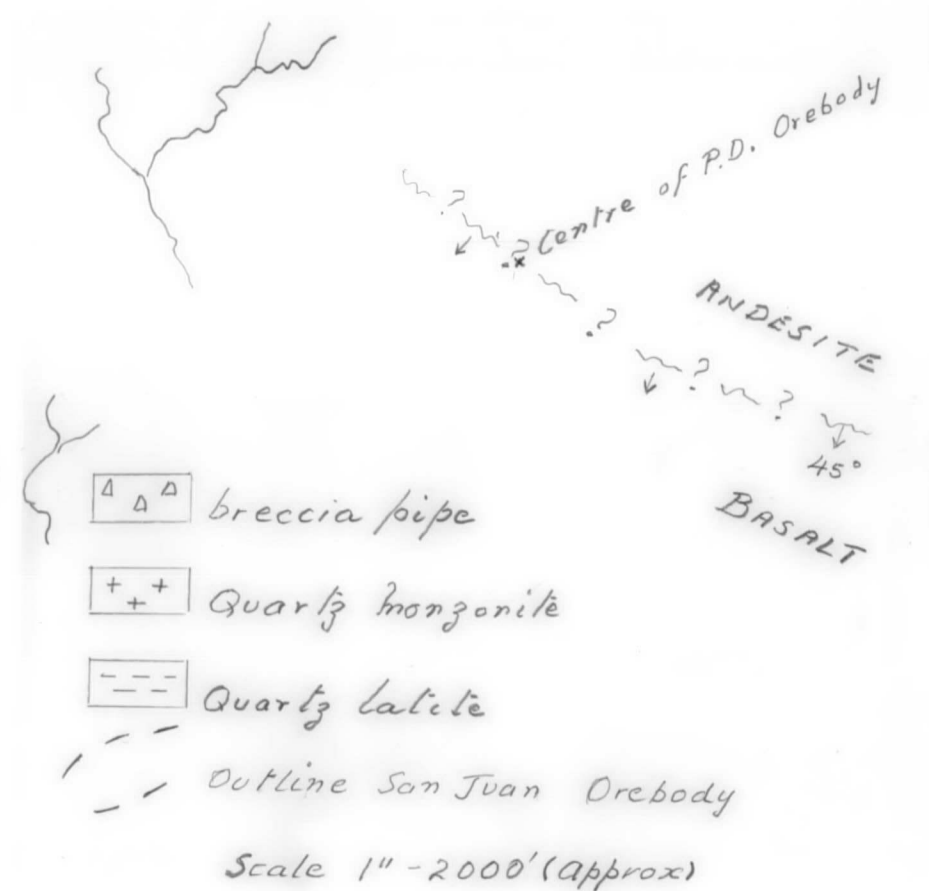 ?
? Centre of P.D. Orebody
?
ANDESITE
? ?
45°
BASALT
breccia pipe
Quartz monzonite
Quartz latite
Outline San Juan Orebody
Scale 1" - 2000' (approx)